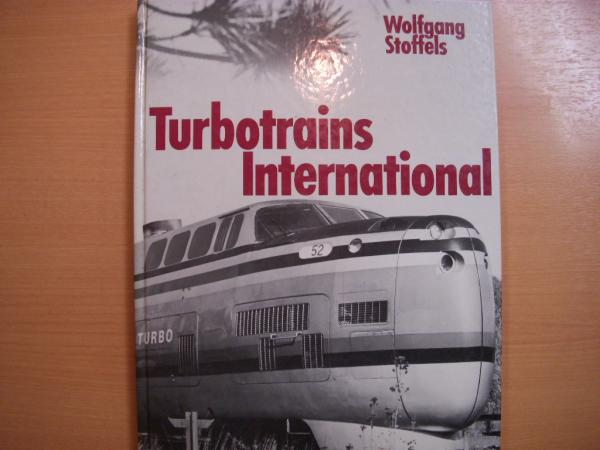 Wolfgang
Stoffels
Turbotrains
International
52
TURBO